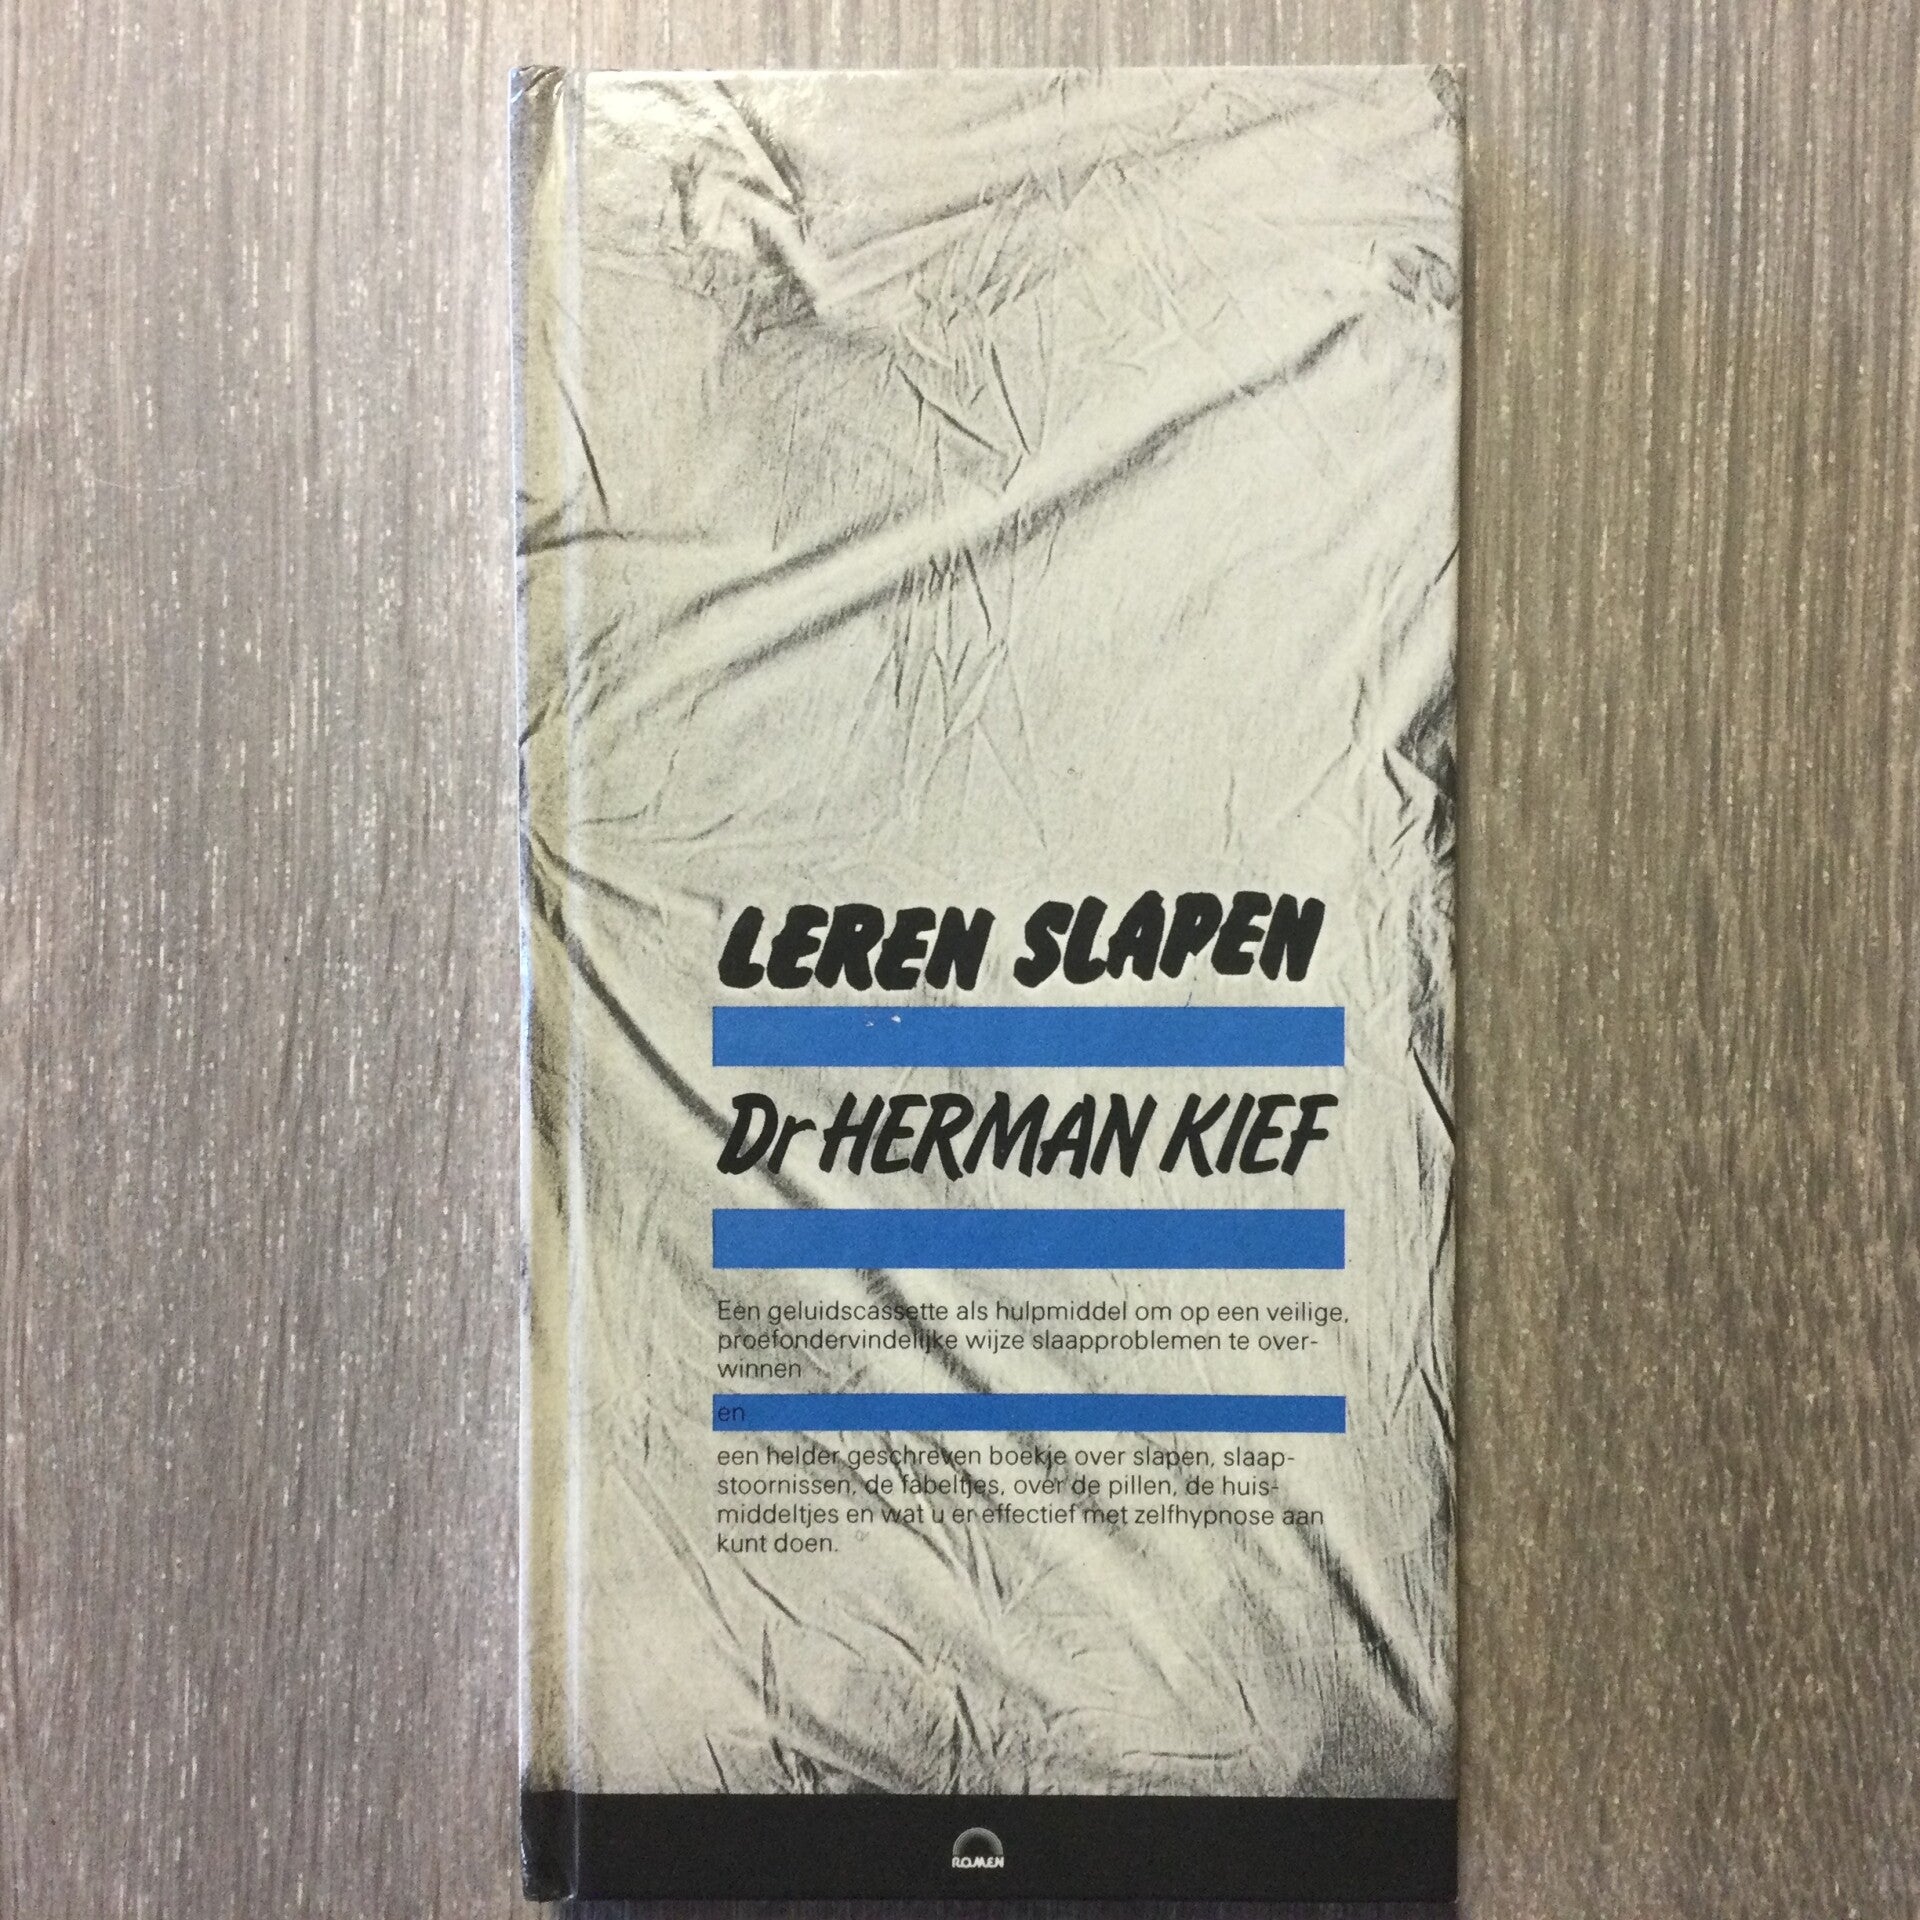 LEREN SLAPEN
Dr HERMAN KIEF
Een geluidscassette als hulpmiddel om op een veilige,
proefondervindelijke wijze slaapproblemen te over-
winnen
en
een helder geschreven boekje over slapen, slaap-
stoornissen, de fabeltjes, over de pillen, de huis-
middeltjes en wat u er effectief met zelfhypnose aan
kunt doen.
ROMEN